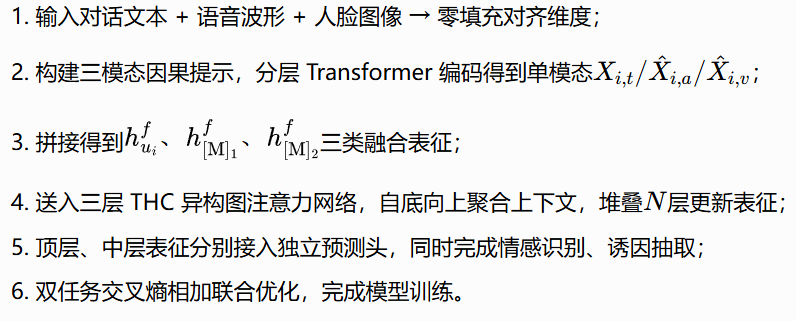 1. 输入对话文本 + 语音波形 + 人脸图像 → 零填充对齐维度；
2. 构建三模态因果提示，分层 Transformer 编码得到单模态$X_{i,t}/\hat{X}_{i,a}/\hat{X}_{i,v}$；
3. 拼接得到$h_{u_i}^f$、$h_{[\mathrm{M}]_1}^f$、$h_{[\mathrm{M}]_2}^f$三类融合表征；
4. 送入三层 THC 异构图注意力网络，自底向上聚合上下文，堆叠$N$层更新表征；
5. 顶层、中层表征分别接入独立预测头，同时完成情感识别、诱因抽取；
6. 双任务交叉熵相加联合优化，完成模型训练。